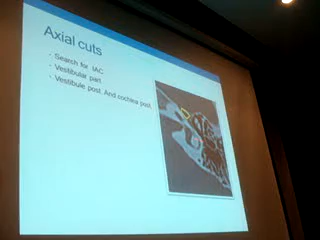 Axial cuts
- Search for IAC
- Vestibular part
- Vestibule post. And cochlea post.